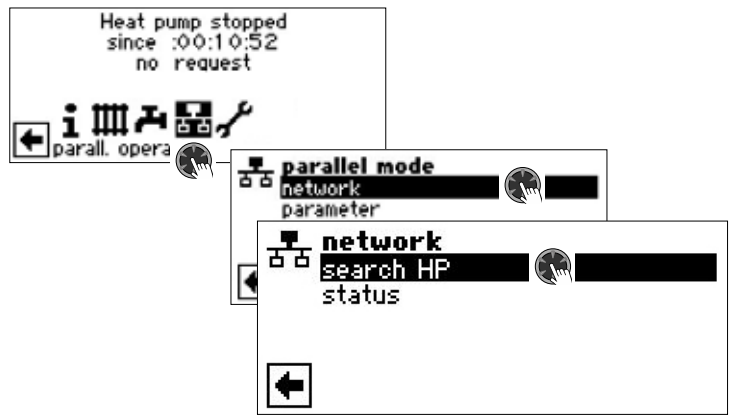 Heat pump stopped
since :00:10:52
no request
parall. opera
parallel mode
network
parameter
network
search HP
status